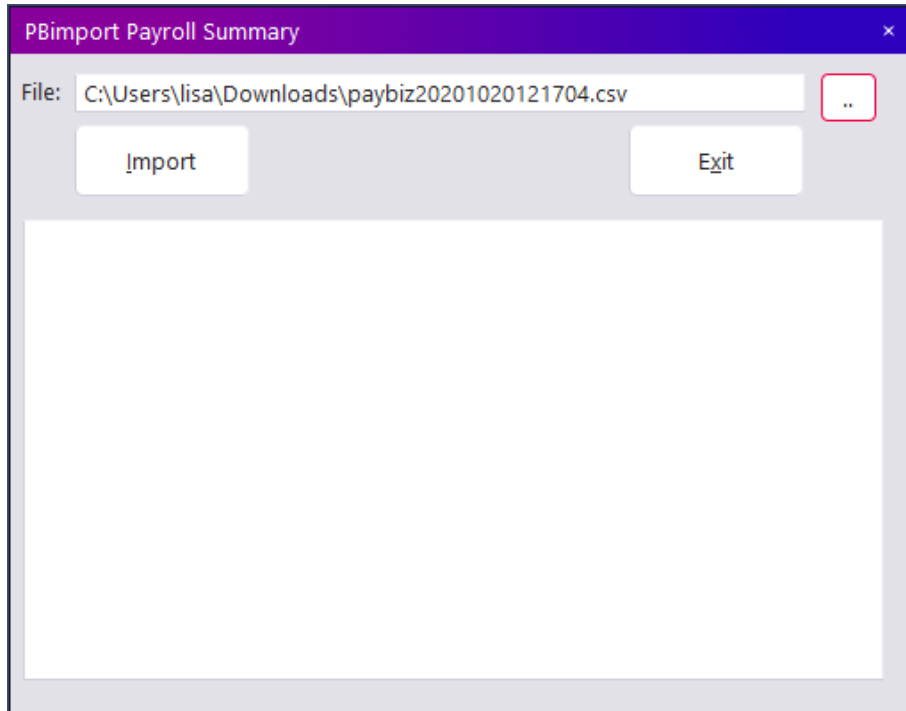 PBimport Payroll Summary ×
File: C:\Users\lisa\Downloads\paybiz20201020121704.csv ..
Import Exit